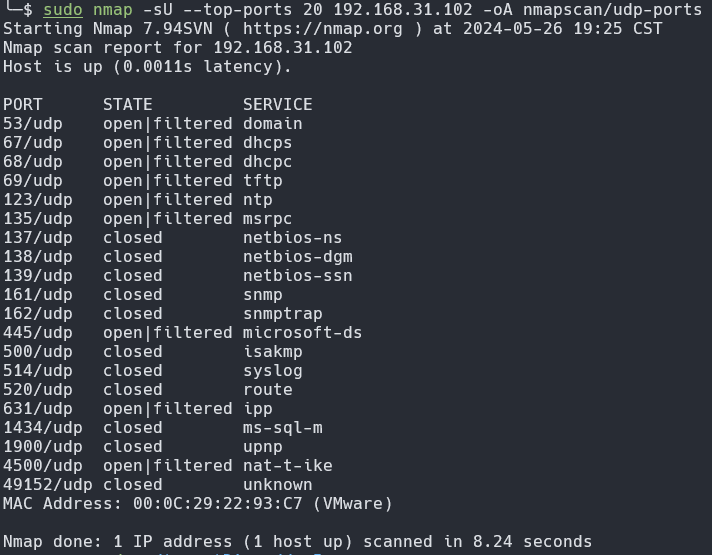 └─$ sudo nmap -sU --top-ports 20 192.168.31.102 -oA nmapscan/udp-ports
Starting Nmap 7.94SVN ( https://nmap.org ) at 2024-05-26 19:25 CST
Nmap scan report for 192.168.31.102
Host is up (0.0011s latency).

PORT      STATE         SERVICE
53/udp    open|filtered domain
67/udp    open|filtered dhcps
68/udp    open|filtered dhcpc
69/udp    open|filtered tftp
123/udp   open|filtered ntp
135/udp   open|filtered msrpc
137/udp   closed        netbios-ns
138/udp   closed        netbios-dgm
139/udp   closed        netbios-ssn
161/udp   closed        snmp
162/udp   closed        snmptrap
445/udp   open|filtered microsoft-ds
500/udp   closed        isakmp
514/udp   closed        syslog
520/udp   closed        route
631/udp   open|filtered ipp
1434/udp  closed        ms-sql-m
1900/udp  closed        upnp
4500/udp  open|filtered nat-t-ike
49152/udp closed        unknown
MAC Address: 00:0C:29:22:93:C7 (VMware)

Nmap done: 1 IP address (1 host up) scanned in 8.24 seconds